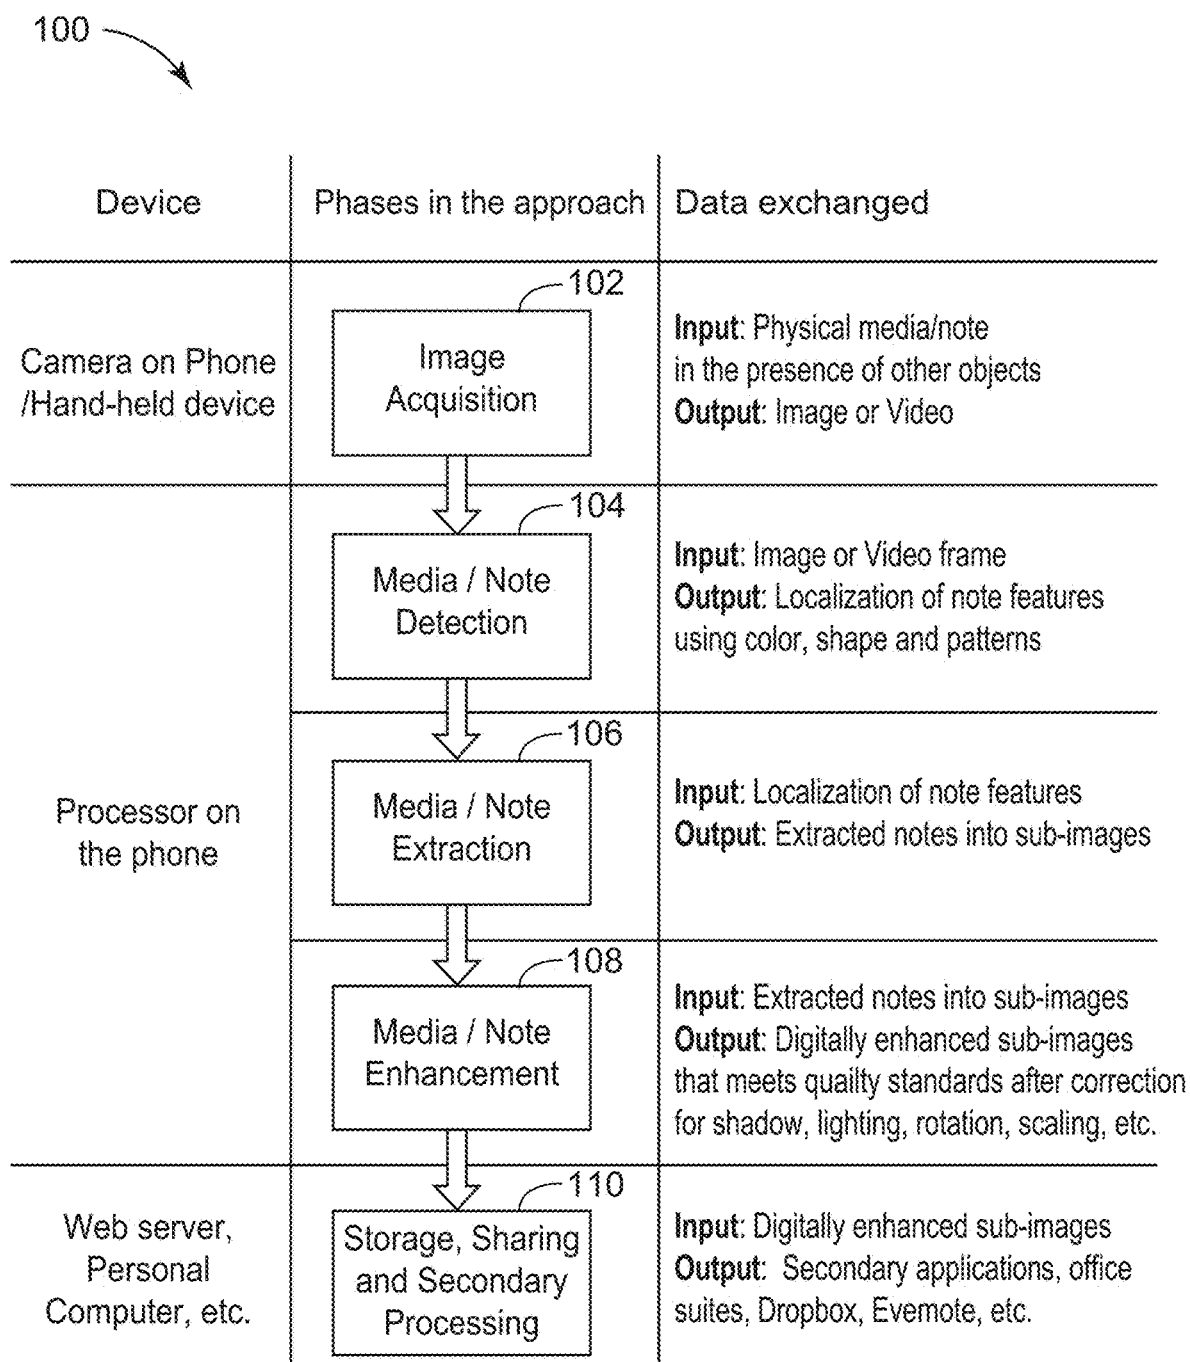 100
Device
Phases in the approach
Data exchanged
Camera on Phone
/Hand-held device
102
Image
Acquisition
Input: Physical media/note
in the presence of other objects
Output: Image or Video
Processor on
the phone
104
Media / Note
Detection
Input: Image or Video frame
Output: Localization of note features
using color, shape and patterns
106
Media / Note
Extraction
Input: Localization of note features
Output: Extracted notes into sub-images
108
Media / Note
Enhancement
Input: Extracted notes into sub-images
Output: Digitally enhanced sub-images
that meets quailty standards after correction
for shadow, lighting, rotation, scaling, etc.
Web server,
Personal
Computer, etc.
110
Storage, Sharing
and Secondary
Processing
Input: Digitally enhanced sub-images
Output: Secondary applications, office
suites, Dropbox, Evemote, etc.